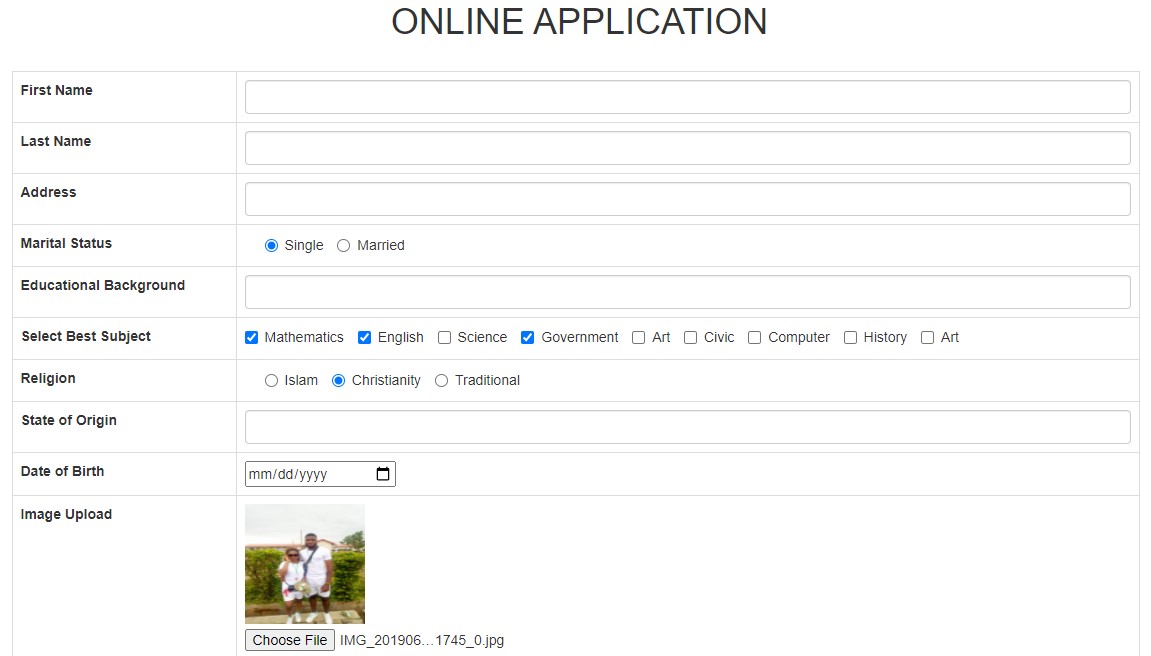 ONLINE APPLICATION
First Name
Last Name
Address
Marital Status Single Married
Educational Background
Select Best Subject Mathematics English Science Government Art Civic Computer History Art
Religion Islam Christianity Traditional
State of Origin
Date of Birth mm/dd/yyyy
Image Upload
Choose File IMG_201906…1745_0.jpg